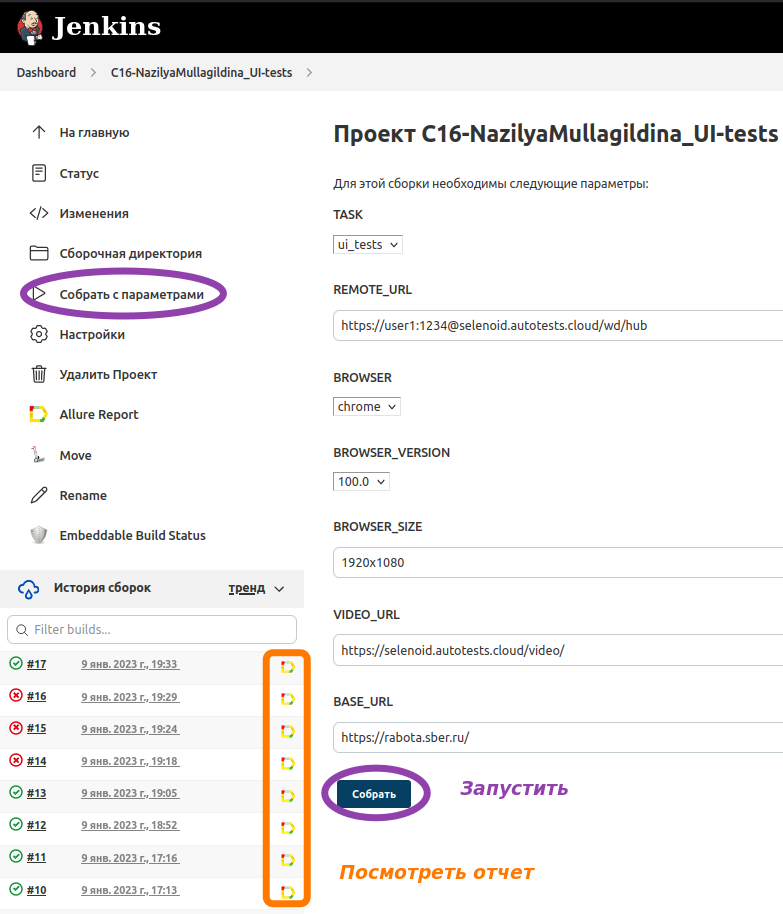 Jenkins
Dashboard > C16-NazilyaMullagildina_UI-tests >
На главную
Статус
Изменения
Сборочная директория
Собрать с параметрами
Настройки
Удалить Проект
Allure Report
Move
Rename
Embeddable Build Status
История сборок тренд
Filter builds...
#17 9 янв. 2023 г., 19:33
#16 9 янв. 2023 г., 19:29
#15 9 янв. 2023 г., 19:24
#14 9 янв. 2023 г., 19:18
#13 9 янв. 2023 г., 19:05
#12 9 янв. 2023 г., 18:52
#11 9 янв. 2023 г., 17:16
#10 9 янв. 2023 г., 17:13
Проект C16-NazilyaMullagildina_UI-tests
Для этой сборки необходимы следующие параметры:
TASK
ui_tests
REMOTE_URL
https://user1:1234@selenoid.autotests.cloud/wd/hub
BROWSER
chrome
BROWSER_VERSION
100.0
BROWSER_SIZE
1920x1080
VIDEO_URL
https://selenoid.autotests.cloud/video/
BASE_URL
https://rabota.sber.ru/
Собрать Запустить
Посмотреть отчет